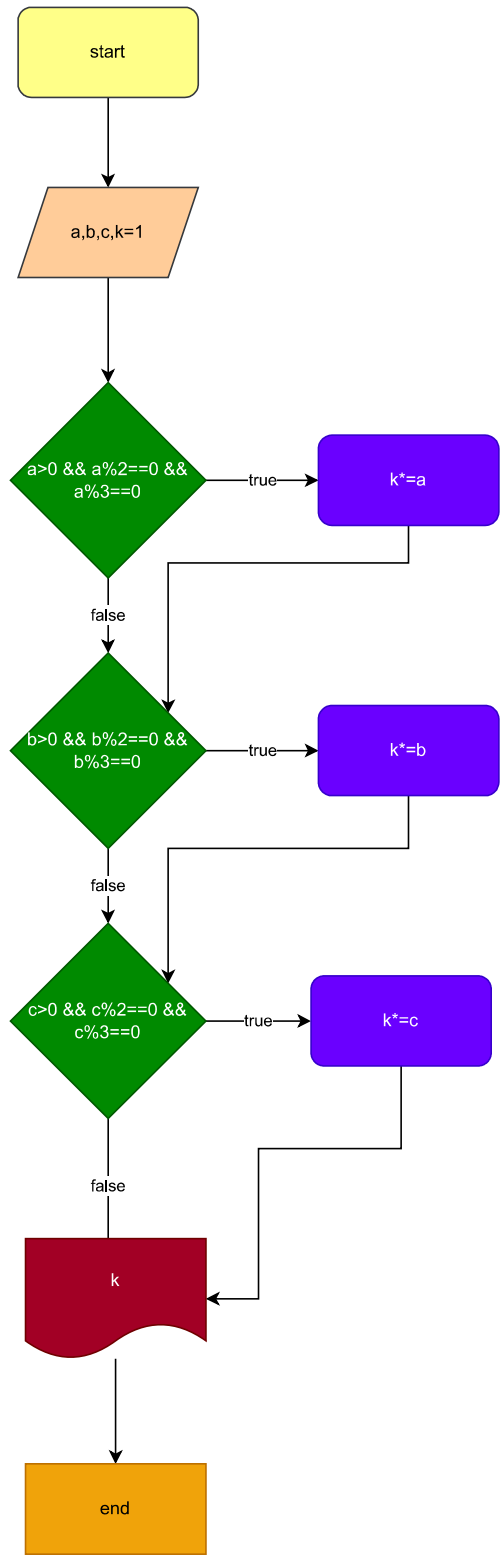 start
a,b,c,k=1
a>0 && a%2==0 &&
a%3==0
true
k*=a
false
b>0 && b%2==0 &&
b%3==0
true
k*=b
false
c>0 && c%2==0 &&
c%3==0
true
k*=c
false
k
end